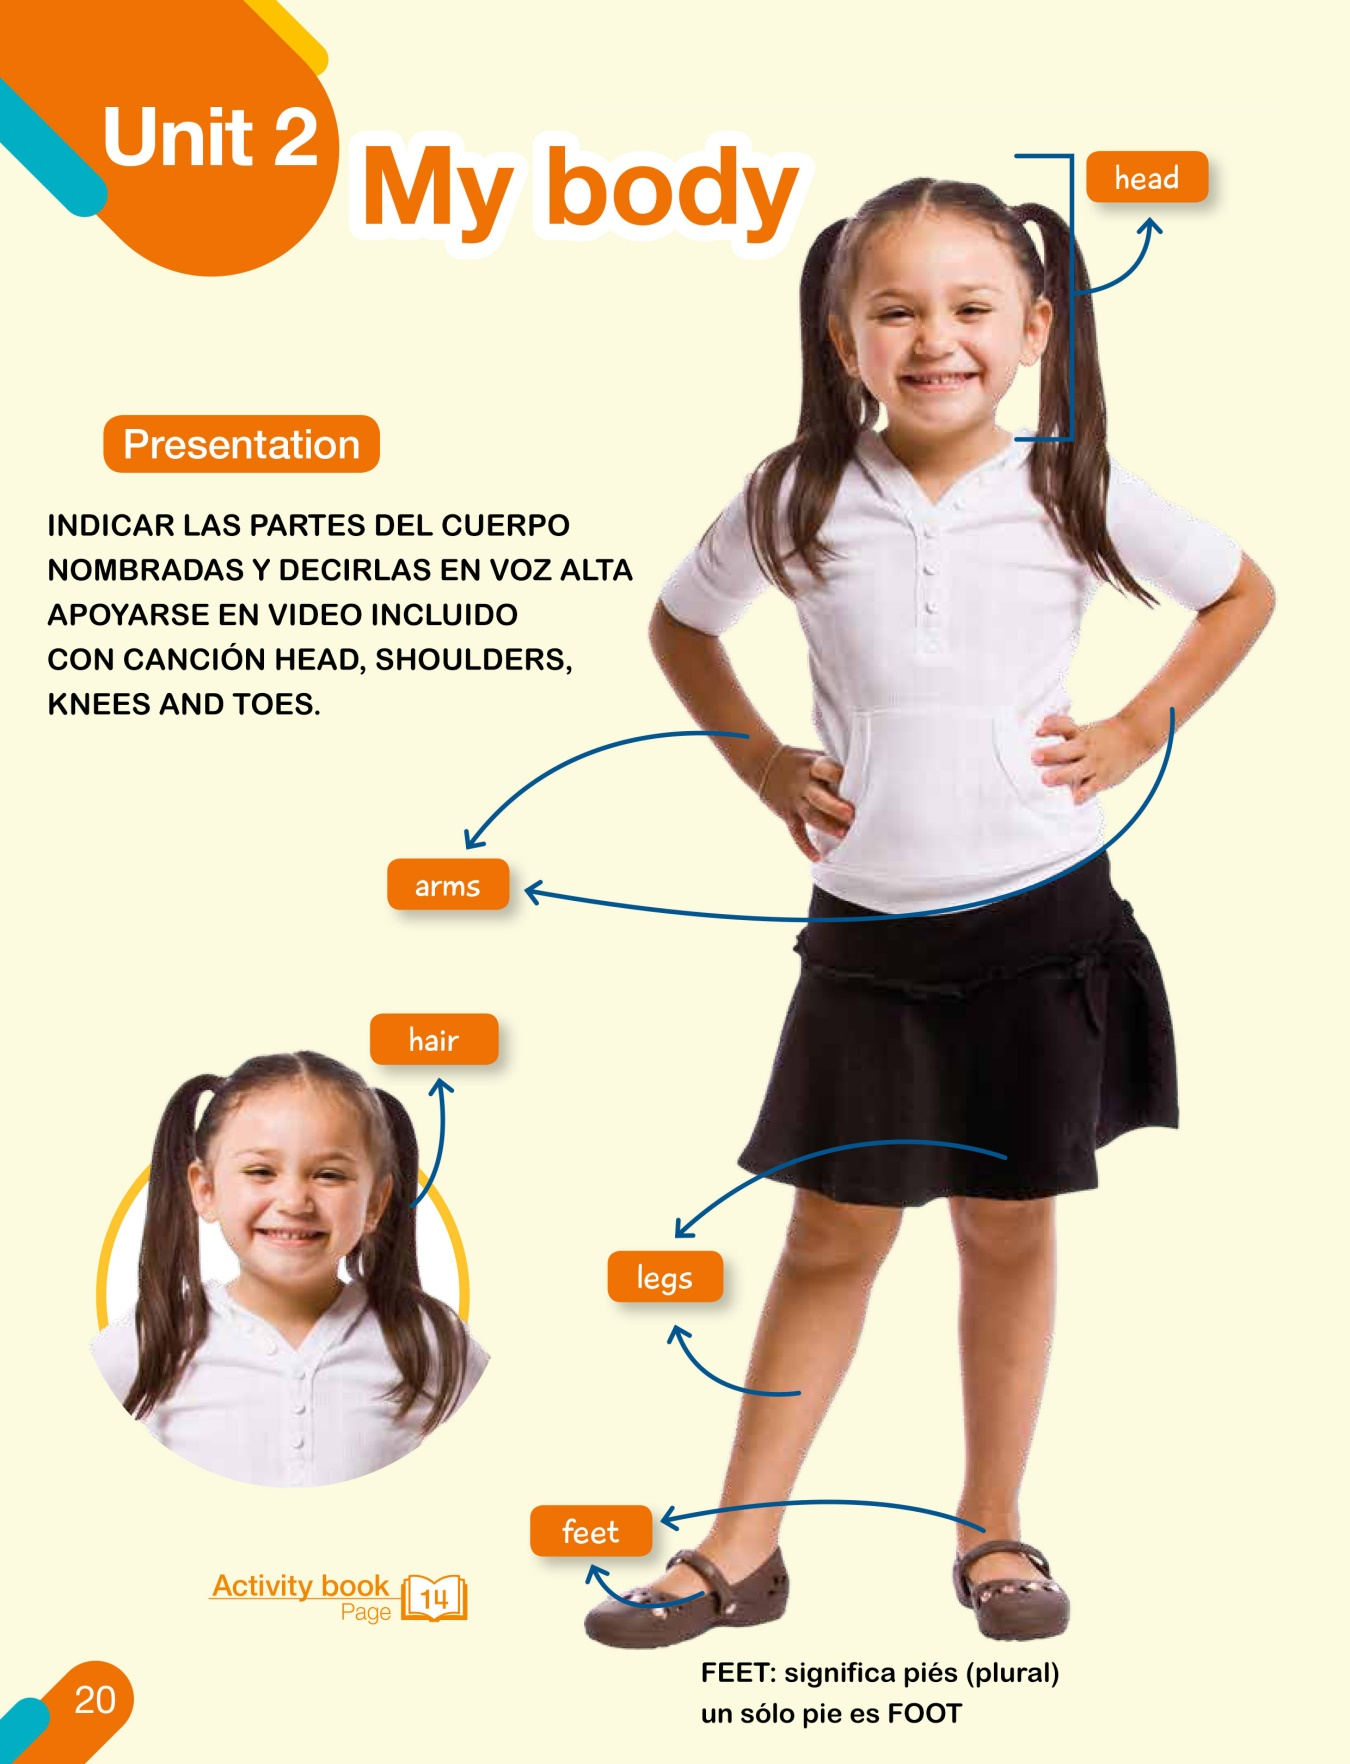 Unit 2
My body
head
Presentation
INDICAR LAS PARTES DEL CUERPO
NOMBRADAS Y DECIRLAS EN VOZ ALTA
APOYARSE EN VIDEO INCLUIDO
CON CANCIÓN HEAD, SHOULDERS,
KNEES AND TOES.
arms
hair
legs
feet
Activity book
Page 14
FEET: significa piés (plural)
un sólo pie es FOOT
20